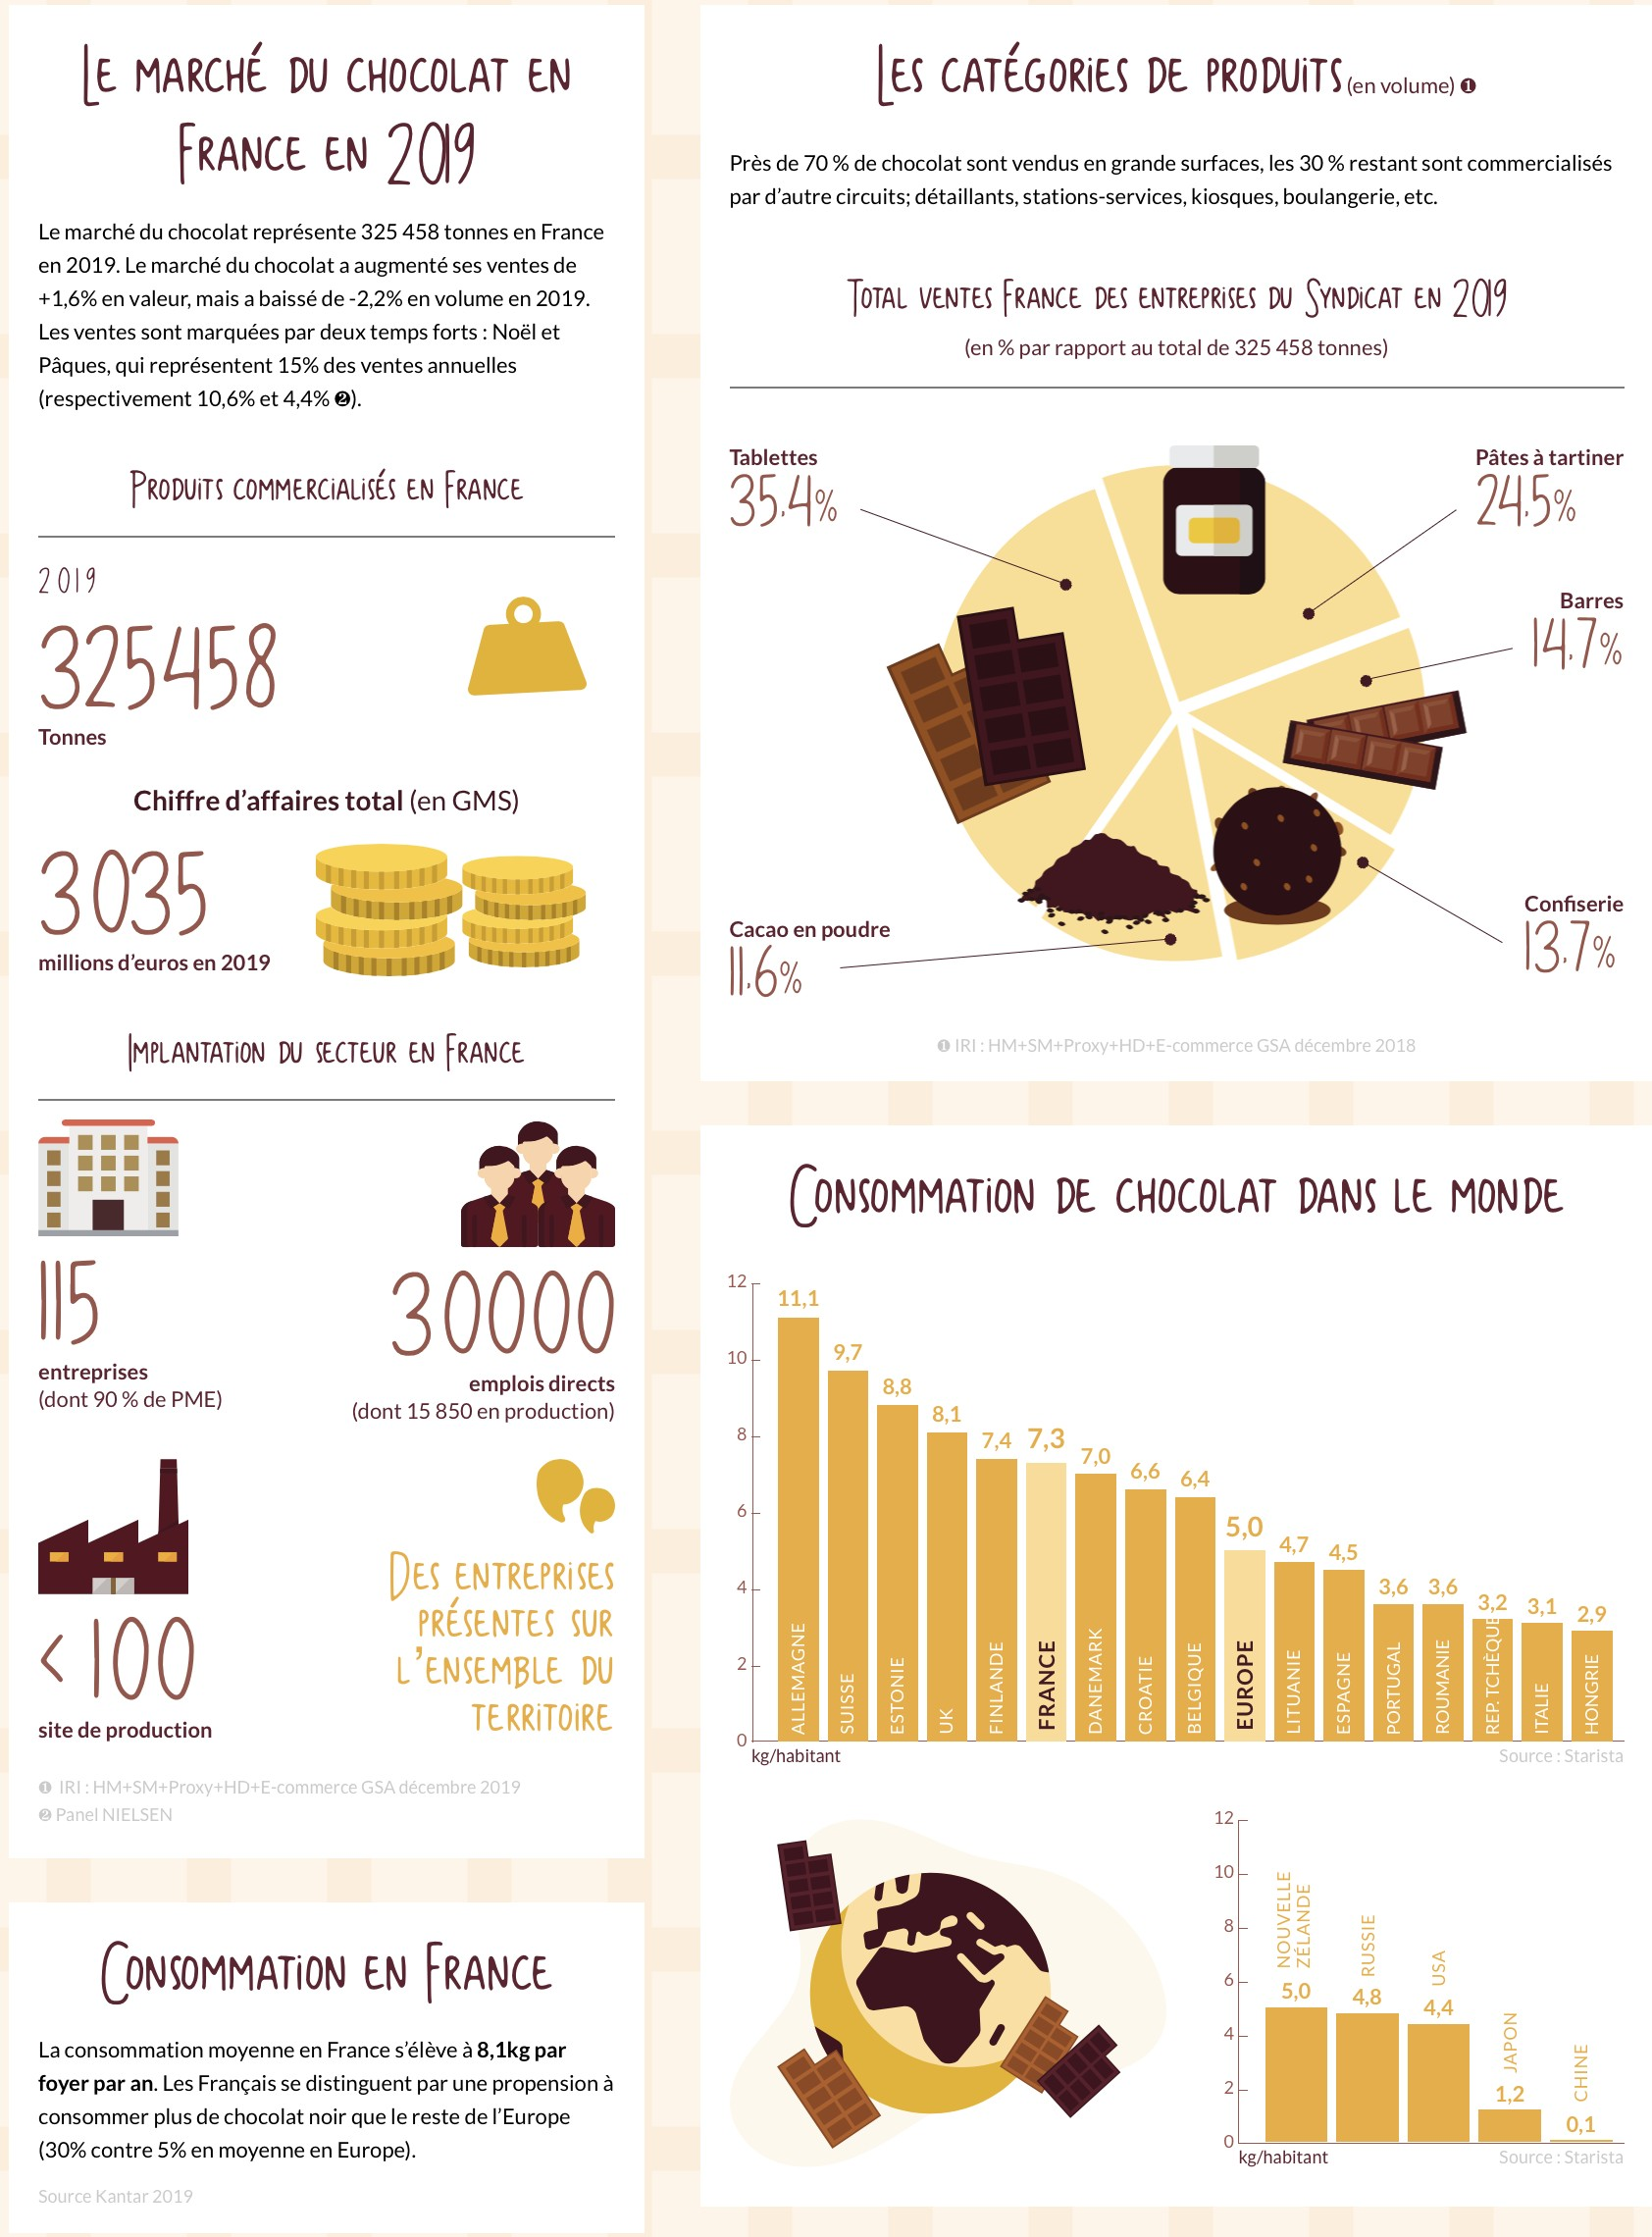 Le marché du chocolat en
France en 2019
Le marché du chocolat représente 325 458 tonnes en France
en 2019. Le marché du chocolat a augmenté ses ventes de
+1,6% en valeur, mais a baissé de -2,2% en volume en 2019.
Les ventes sont marquées par deux temps forts : Noël et
Pâques, qui représentent 15% des ventes annuelles
(respectivement 10,6% et 4,4% ❷).
Produits commercialisés en France
2019
325458
Tonnes
Chiffre d’affaires total (en GMS)
3035
millions d’euros en 2019
Implantation du secteur en France
115
entreprises
(dont 90 % de PME)
30000
emplois directs
(dont 15 850 en production)
<100
site de production
Des entreprises
présentes sur
l’ensemble du
territoire
❶ IRI : HM+SM+Proxy+HD+E-commerce GSA décembre 2019
❷ Panel NIELSEN
Consommation en France
La consommation moyenne en France s’élève à 8,1kg par
foyer par an. Les Français se distinguent par une propension à
consommer plus de chocolat noir que le reste de l’Europe
(30% contre 5% en moyenne en Europe).
Source Kantar 2019
Les catégories de produits (en volume) ❶
Près de 70 % de chocolat sont vendus en grande surfaces, les 30 % restant sont commercialisés
par d’autre circuits; détaillants, stations-services, kiosques, boulangerie, etc.
Total ventes France des entreprises du Syndicat en 2019
(en % par rapport au total de 325 458 tonnes)
Tablettes
35.4%
Pâtes à tartiner
24.5%
Barres
14.7%
Confiserie
13.7%
Cacao en poudre
11.6%
❶ IRI : HM+SM+Proxy+HD+E-commerce GSA décembre 2018
Consommation de chocolat dans le monde
12
10
8
6
4
2
0
11,1
9,7
8,8
8,1
7,4
7,3
7,0
6,6
6,4
5,0
4,7
4,5
3,6
3,6
3,2
3,1
2,9
ALLEMAGNE
SUISSE
ESTONIE
UK
FINLANDE
FRANCE
DANEMARK
CROATIE
BELGIQUE
EUROPE
LITUANIE
ESPAGNE
PORTUGAL
ROUMANIE
REP. TCHÈQUE
ITALIE
HONGRIE
kg/habitant
Source : Starista
12
10
8
6
4
2
0
NOUVELLE
ZÉLANDE
5,0
RUSSIE
4,8
USA
4,4
JAPON
1,2
CHINE
0,1
kg/habitant
Source : Starista